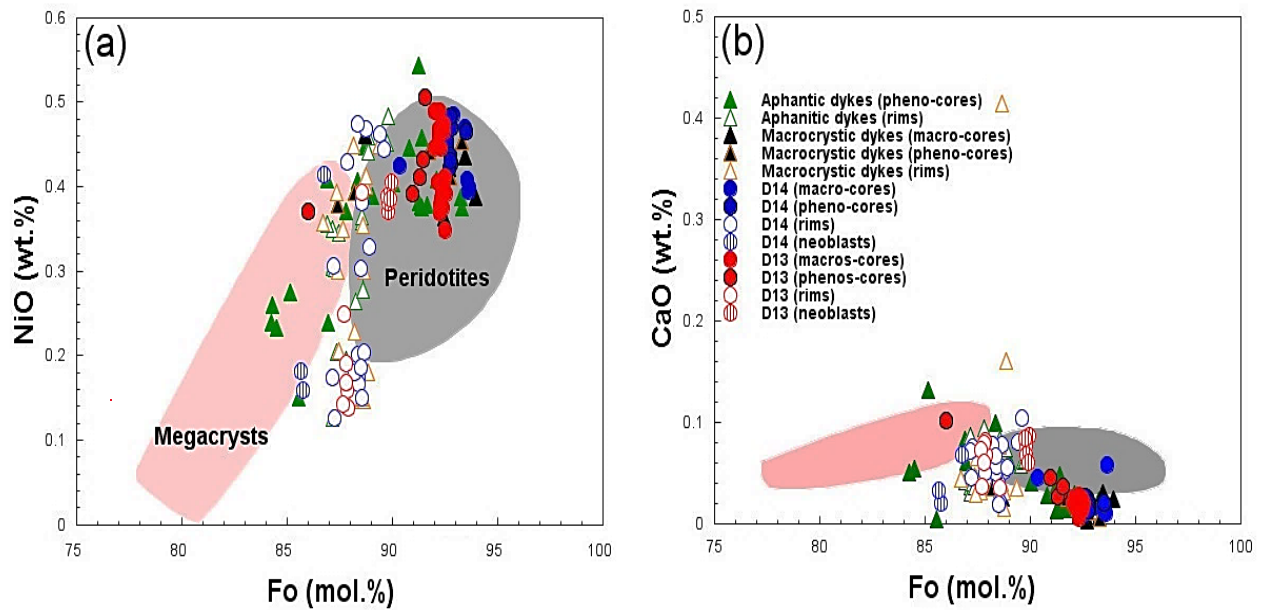 (a)
0.6
0.5
0.4
0.3
0.2
0.1
0
NiO (wt.%)
Peridotites
Megacrysts
75 80 85 90 95 100
Fo (mol.%)
(b)
0.5
0.4
0.3
0.2
0.1
0
CaO (wt.%)
Aphantic dykes (pheno-cores)
Aphanitic dykes (rims)
Macrocrystic dykes (macro-cores)
Macrocrystic dykes (pheno-cores)
Macrocrystic dykes (rims)
D14 (macro-cores)
D14 (pheno-cores)
D14 (rims)
D14 (neoblasts)
D13 (macros-cores)
D13 (phenos-cores)
D13 (rims)
D13 (neoblasts)
75 80 85 90 95 100
Fo (mol.%)